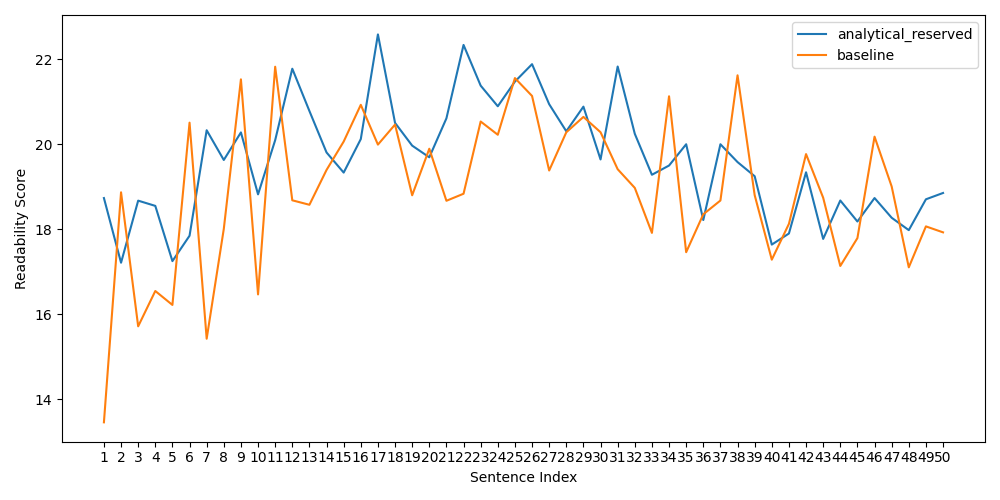 analytical_reserved
baseline
Readability Score
22
20
18
16
14
1 2 3 4 5 6 7 8 9 10 11 12 13 14 15 16 17 18 19 20 21 22 23 24 25 26 27 28 29 30 31 32 33 34 35 36 37 38 39 40 41 42 43 44 45 46 47 48 49 50
Sentence Index